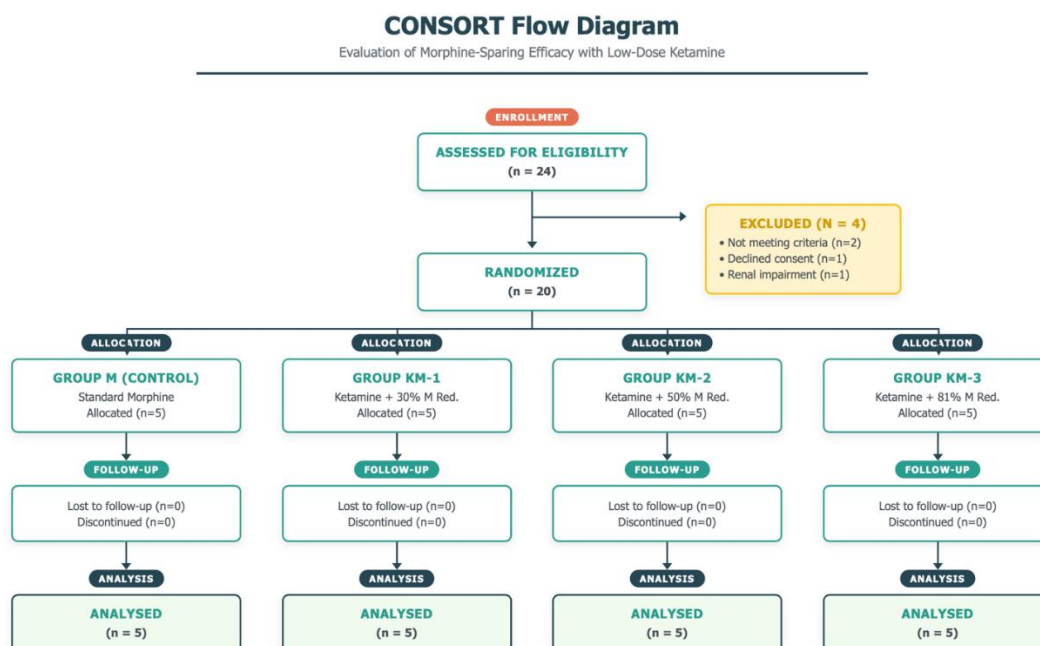 CONSORT Flow Diagram
Evaluation of Morphine-Sparing Efficacy with Low-Dose Ketamine
ENROLLMENT
ASSESSED FOR ELIGIBILITY
(n = 24)
EXCLUDED (N = 4)
• Not meeting criteria (n=2)
• Declined consent (n=1)
• Renal impairment (n=1)
RANDOMIZED
(n = 20)
ALLOCATION
GROUP M (CONTROL)
Standard Morphine
Allocated (n=5)
FOLLOW-UP
Lost to follow-up (n=0)
Discontinued (n=0)
ANALYSIS
ANALYSED
(n = 5)
ALLOCATION
GROUP KM-1
Ketamine + 30% M Red.
Allocated (n=5)
FOLLOW-UP
Lost to follow-up (n=0)
Discontinued (n=0)
ANALYSIS
ANALYSED
(n = 5)
ALLOCATION
GROUP KM-2
Ketamine + 50% M Red.
Allocated (n=5)
FOLLOW-UP
Lost to follow-up (n=0)
Discontinued (n=0)
ANALYSIS
ANALYSED
(n = 5)
ALLOCATION
GROUP KM-3
Ketamine + 81% M Red.
Allocated (n=5)
FOLLOW-UP
Lost to follow-up (n=0)
Discontinued (n=0)
ANALYSIS
ANALYSED
(n = 5)